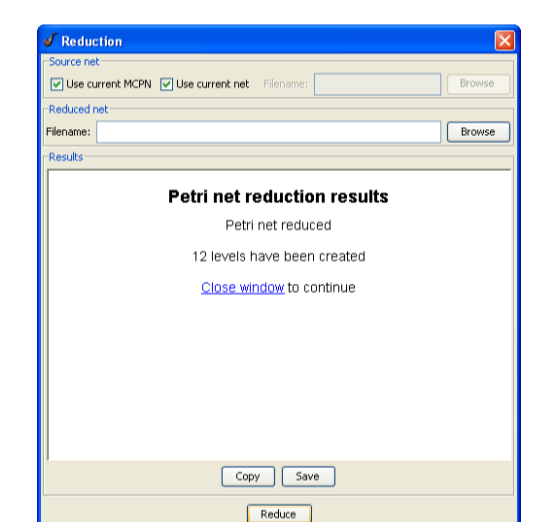 Reduction
Source net
Use current MCPN Use current net Filename: Browse
Reduced net
Filename: Browse
Results
Petri net reduction results
Petri net reduced
12 levels have been created
Close window to continue
Copy Save
Reduce